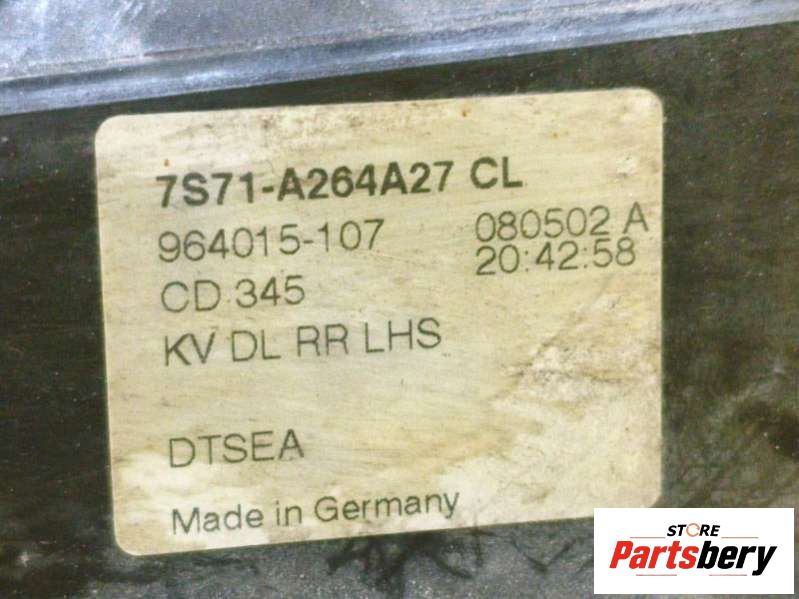 7S71-A264A27 CL
964015-107 080502 A
20:42:58
CD 345
KV DL RR LHS
DTSEA
Made in Germany
STORE
Partsbery